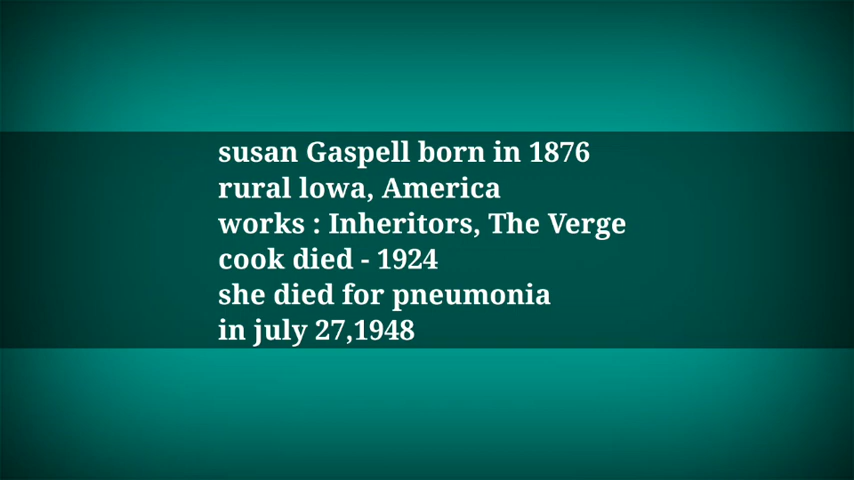 susan Gaspell born in 1876
rural lowa, America
works : Inheritors, The Verge
cook died - 1924
she died for pneumonia
in july 27,1948